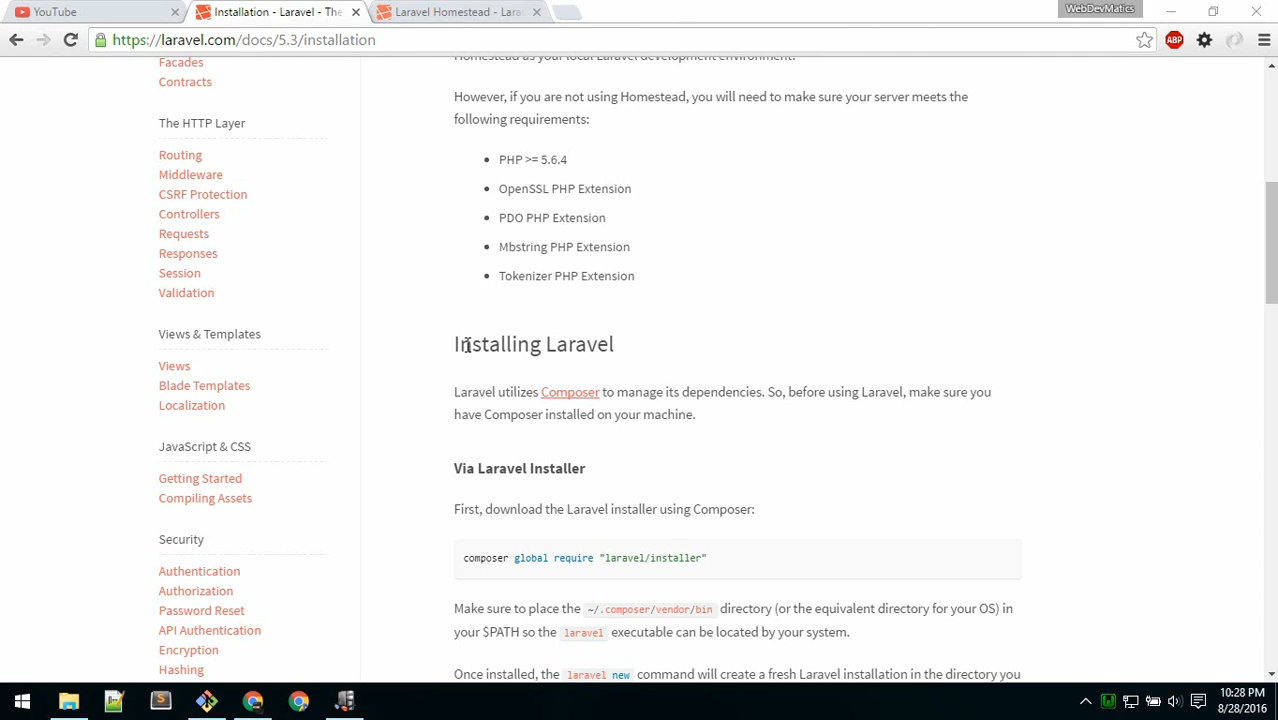 YouTube
Installation - Laravel - The
Laravel Homestead - Lara
WebDevMatics
https://laravel.com/docs/5.3/installation
ABP
Facades
Contracts
The HTTP Layer
Routing
Middleware
CSRF Protection
Controllers
Requests
Responses
Session
Validation
Views & Templates
Views
Blade Templates
Localization
JavaScript & CSS
Getting Started
Compiling Assets
Security
Authentication
Authorization
Password Reset
API Authentication
Encryption
Hashing
Homestead as your local Laravel development environment.
However, if you are not using Homestead, you will need to make sure your server meets the
following requirements:
PHP >= 5.6.4
OpenSSL PHP Extension
PDO PHP Extension
Mbstring PHP Extension
Tokenizer PHP Extension
Installing Laravel
Laravel utilizes Composer to manage its dependencies. So, before using Laravel, make sure you
have Composer installed on your machine.
Via Laravel Installer
First, download the Laravel installer using Composer:
composer global require "laravel/installer"
Make sure to place the ~/.composer/vendor/bin directory (or the equivalent directory for your OS) in
your $PATH so the laravel executable can be located by your system.
Once installed, the laravel new command will create a fresh Laravel installation in the directory you
10:28 PM
8/28/2016